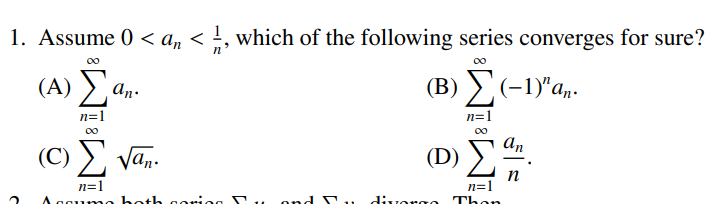 1. Assume 0 < aₙ < 1/n, which of the following series converges for sure?
(A) ∑_{n=1}^{∞} aₙ. (B) ∑_{n=1}^{∞} (−1)ⁿaₙ.
(C) ∑_{n=1}^{∞} √aₙ. (D) ∑_{n=1}^{∞} aₙ/n.